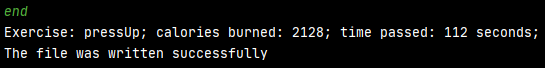 end
Exercise: pressUp; calories burned: 2128; time passed: 112 seconds;
The file was written successfully